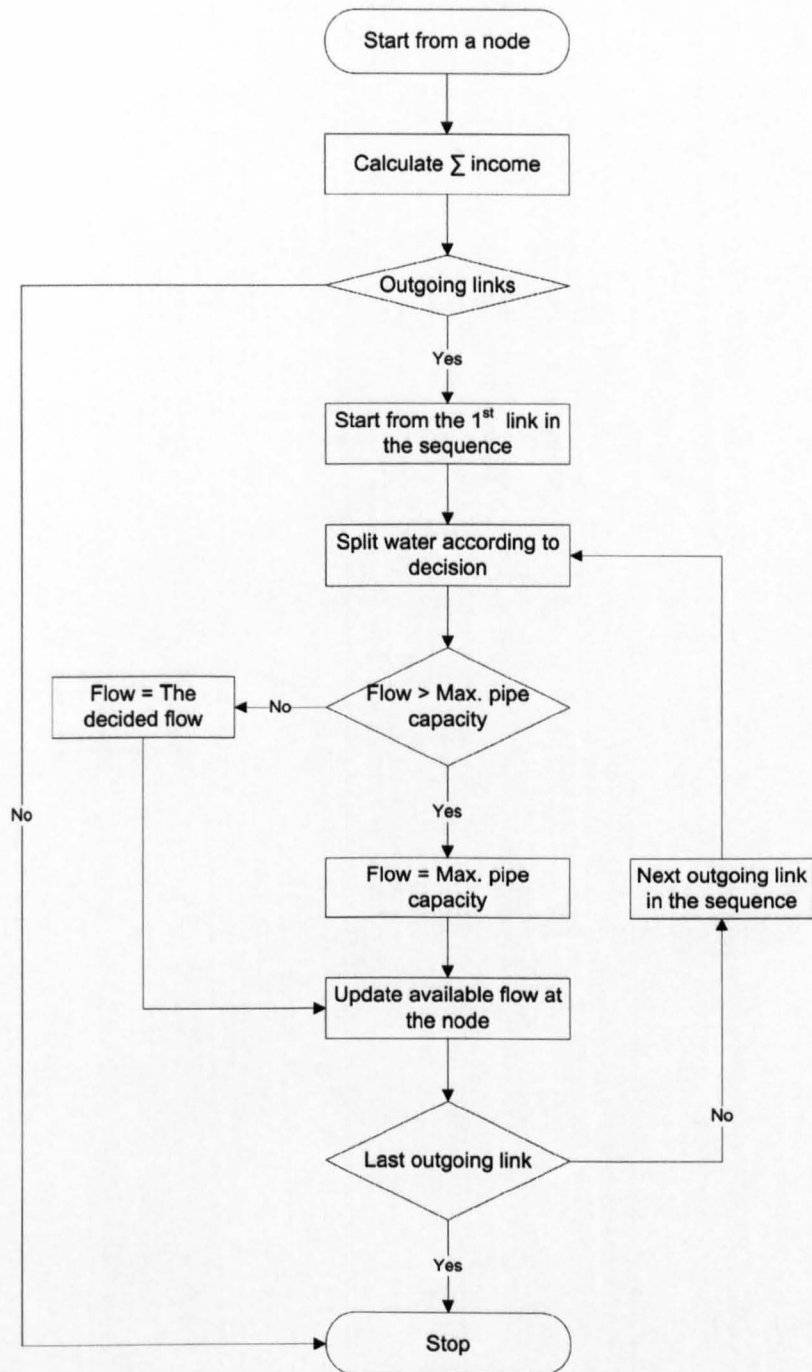 Start from a node
Calculate ∑ income
Outgoing links
Yes
Start from the 1st link in
the sequence
Split water according to
decision
Flow > Max. pipe
capacity
No
Flow = The
decided flow
Yes
No
Flow = Max. pipe
capacity
Next outgoing link
in the sequence
Update available flow at
the node
Last outgoing link
No
Yes
Stop